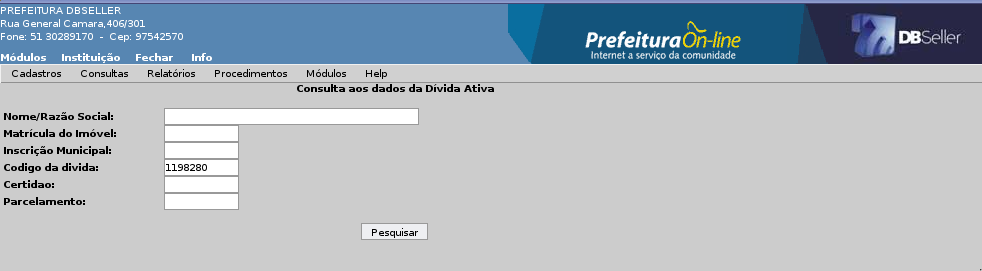 PREFEITURA DBSELLER
Rua General Camara,406/301
Fone: 51 30289170 - Cep: 97542570
Prefeitura On-line
Internet a serviço da comunidade
DBSeller
Módulos Instituição Fechar Info
Cadastros Consultas Relatórios Procedimentos Módulos Help
Consulta aos dados da Dívida Ativa
Nome/Razão Social:
Matrícula do Imóvel:
Inscrição Municipal:
Codigo da divida: 1198280
Certidao:
Parcelamento:
Pesquisar